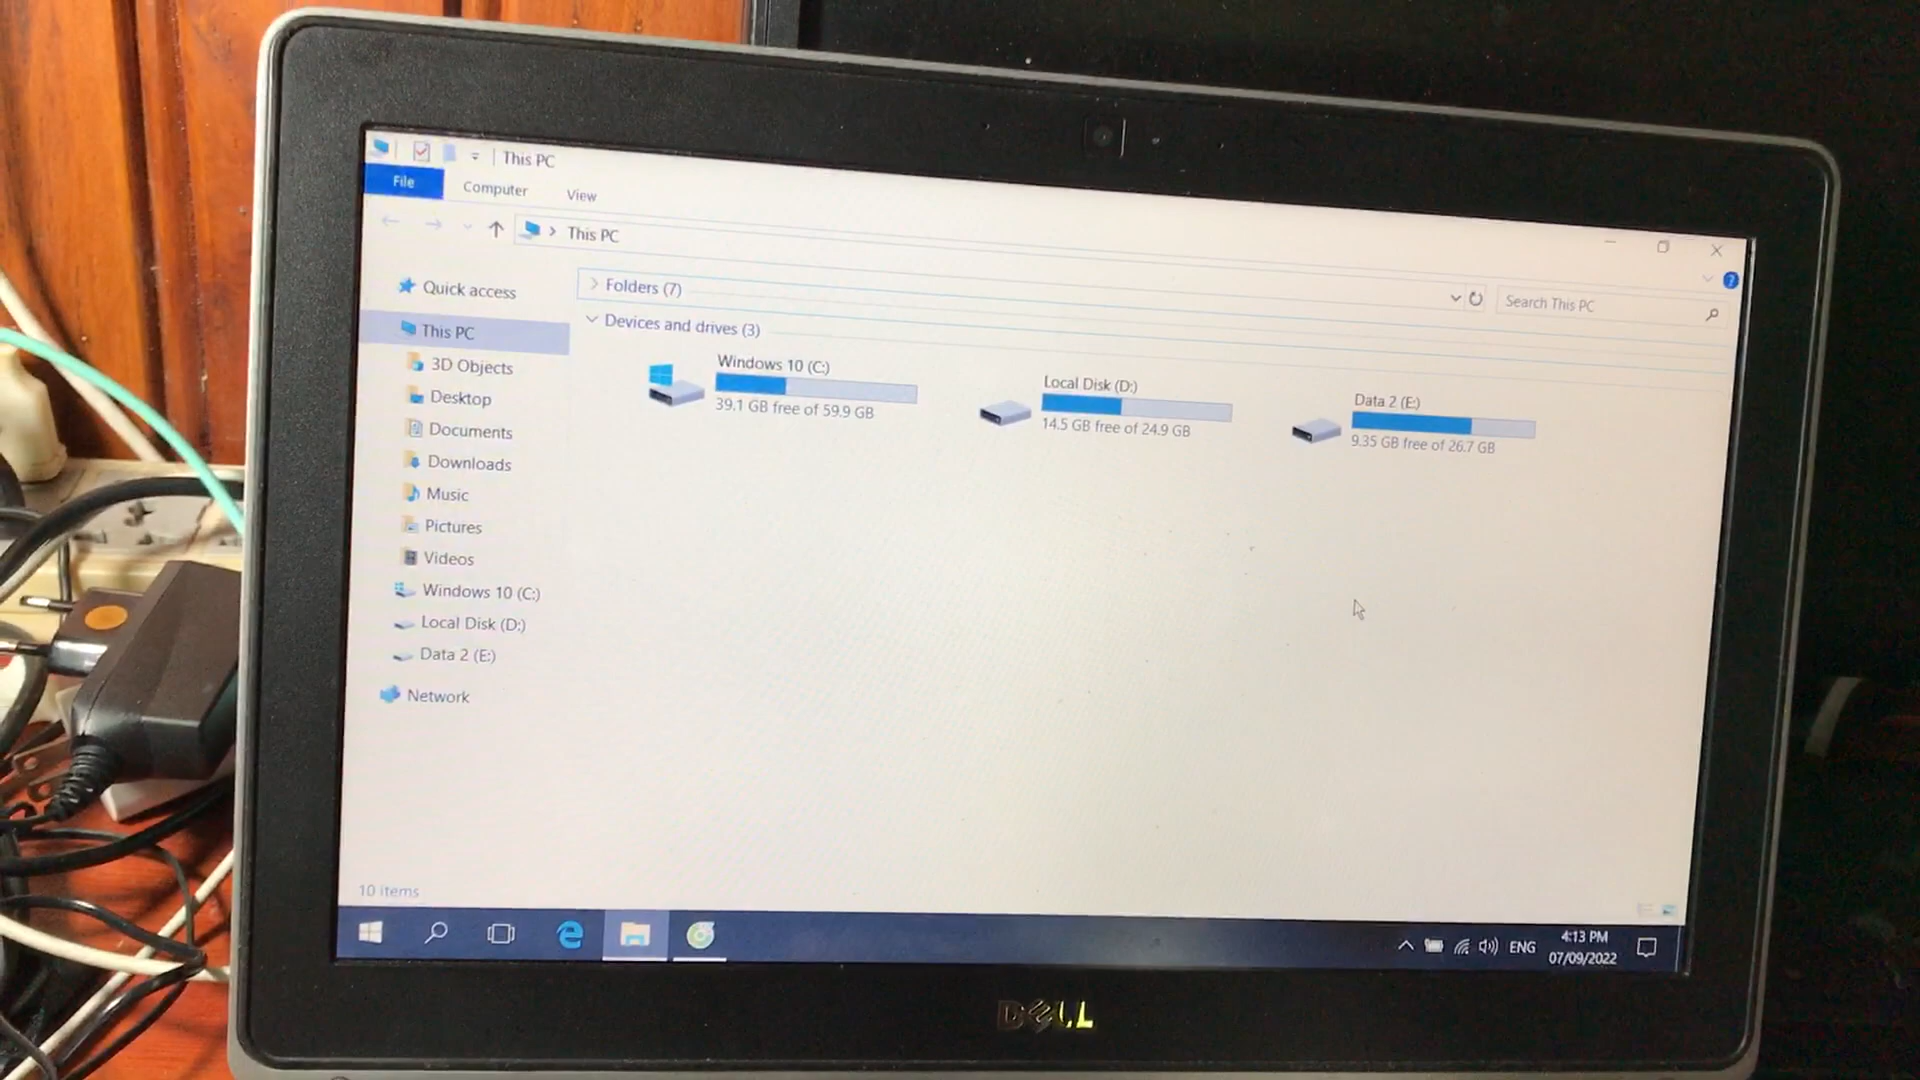 This PC
File
Computer
View
This PC
Search This PC
Quick access
This PC
3D Objects
Desktop
Documents
Downloads
Music
Pictures
Videos
Windows 10 (C:)
Local Disk (D:)
Data 2 (E:)
Network
Folders (7)
Devices and drives (3)
Windows 10 (C:)
39.1 GB free of 59.9 GB
Local Disk (D:)
14.5 GB free of 24.9 GB
Data 2 (E:)
9.35 GB free of 26.7 GB
10 items
ENG
4:13 PM
07/09/2022
DELL